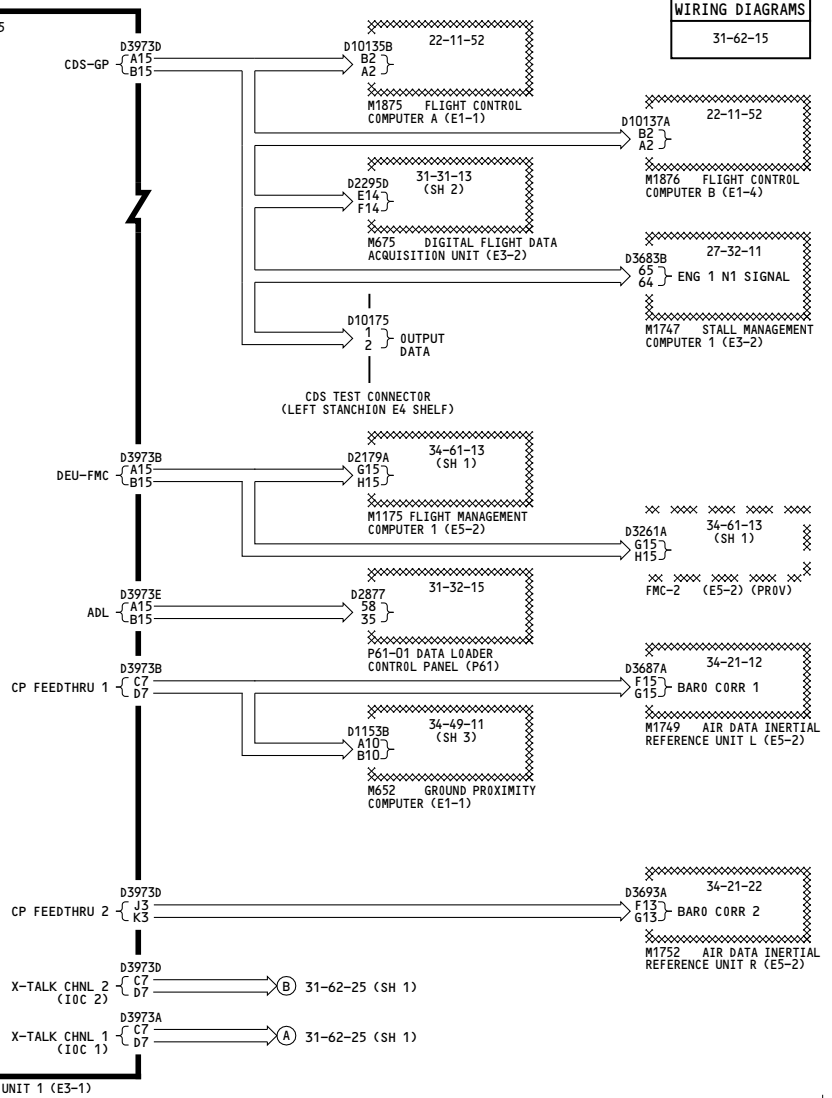 WIRING DIAGRAMS
31-62-15
5
CDS-GP
D3973D
A15
B15
D10135B
B2
A2
22-11-52
M1875 FLIGHT CONTROL
COMPUTER A (E1-1)
D10137A
B2
A2
22-11-52
M1876 FLIGHT CONTROL
COMPUTER B (E1-4)
D2295D
E14
F14
31-31-13
(SH 2)
M675 DIGITAL FLIGHT DATA
ACQUISITION UNIT (E3-2)
D3683B
65
64
27-32-11
ENG 1 N1 SIGNAL
M1747 STALL MANAGEMENT
COMPUTER 1 (E3-2)
D10175
1
2
OUTPUT
DATA
CDS TEST CONNECTOR
(LEFT STANCHION E4 SHELF)
DEU-FMC
D3973B
A15
B15
D2179A
G15
H15
34-61-13
(SH 1)
M1175 FLIGHT MANAGEMENT
COMPUTER 1 (E5-2)
D3261A
G15
H15
34-61-13
(SH 1)
FMC-2 (E5-2) (PROV)
ADL
D3973E
A15
B15
D2877
58
35
31-32-15
P61-01 DATA LOADER
CONTROL PANEL (P61)
CP FEEDTHRU 1
D3973B
C7
D7
D3687A
F15
G15
34-21-12
BARO CORR 1
M1749 AIR DATA INERTIAL
REFERENCE UNIT L (E5-2)
D1153B
A10
B10
34-49-11
(SH 3)
M652 GROUND PROXIMITY
COMPUTER (E1-1)
CP FEEDTHRU 2
D3973D
J3
K3
D3693A
F13
G13
34-21-22
BARO CORR 2
M1752 AIR DATA INERTIAL
REFERENCE UNIT R (E5-2)
X-TALK CHNL 2
(IOC 2)
D3973D
C7
D7
B 31-62-25 (SH 1)
X-TALK CHNL 1
(IOC 1)
D3973A
C7
D7
A 31-62-25 (SH 1)
UNIT 1 (E3-1)